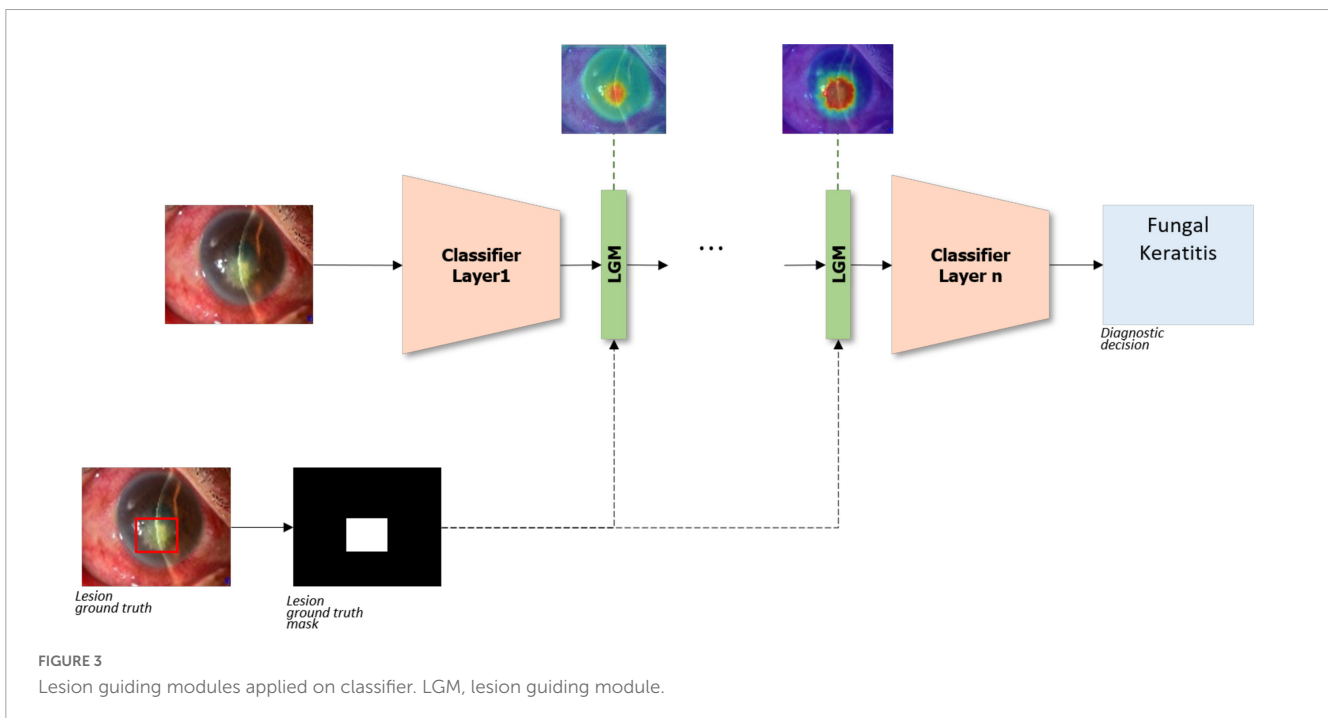 Classifier
Layer1
LGM
...
LGM
Classifier
Layer n
Fungal
Keratitis
Diagnostic
decision
Lesion
ground truth
Lesion
ground truth
mask
FIGURE 3
Lesion guiding modules applied on classifier. LGM, lesion guiding module.